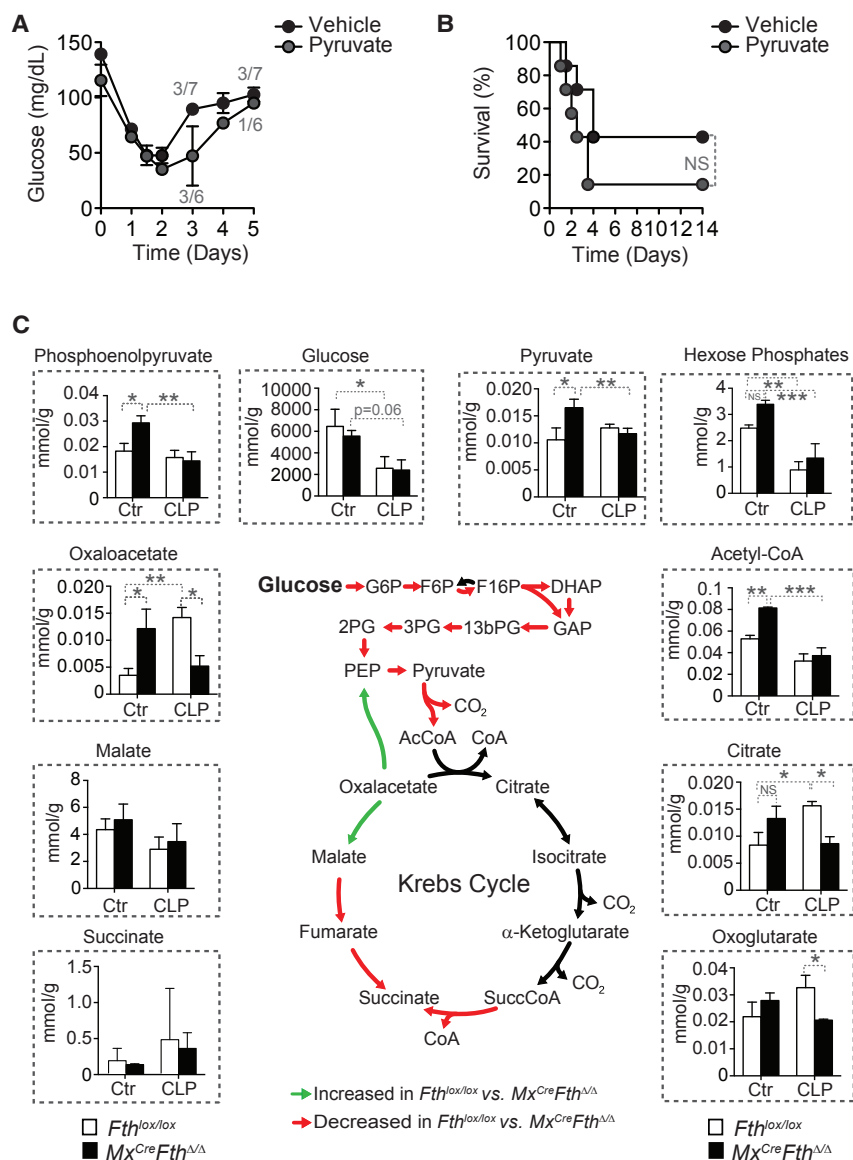 A
Vehicle
Pyruvate
Glucose (mg/dL)
150
100
50
0
3/7
3/7
1/6
3/6
0 1 2 3 4 5
Time (Days)
B
Vehicle
Pyruvate
Survival (%)
100
80
60
40
20
0
NS
0 2 4 6 8 10 12 14
Time (Days)
C
Phosphoenolpyruvate
mmol/g
0.04
0.03
0.02
0.01
0
* **
Ctr CLP
Glucose
mmol/g
10000
8000
6000
4000
2000
0
*
p=0.06
Ctr CLP
Pyruvate
mmol/g
0.020
0.015
0.010
0.005
0
* **
Ctr CLP
Hexose Phosphates
mmol/g
4
3
2
1
0
**
NS ***
Ctr CLP
Oxaloacetate
mmol/g
0.020
0.015
0.010
0.005
0
**
* *
Ctr CLP
Malate
mmol/g
8
6
4
2
0
Ctr CLP
Succinate
mmol/g
1.5
1.0
0.5
0
Ctr CLP
Glucose G6P F6P F16P DHAP
2PG 3PG 13bPG GAP
PEP Pyruvate
CO2
AcCoA CoA
Oxalacetate Citrate
Malate Isocitrate
Krebs Cycle
CO2
Fumarate α-Ketoglutarate
CO2
Succinate SuccCoA
CoA
Acetyl-CoA
mmol/g
0.1
0.08
0.06
0.04
0.02
0
** ***
Ctr CLP
Citrate
mmol/g
0.020
0.015
0.010
0.005
0
* *
NS
Ctr CLP
Oxoglutarate
mmol/g
0.04
0.03
0.02
0.01
0
*
Ctr CLP
Increased in Fthlox/lox vs. MxCreFthΔ/Δ
Decreased in Fthlox/lox vs. MxCreFthΔ/Δ
Fthlox/lox
MxCreFthΔ/Δ
Fthlox/lox
MxCreFthΔ/Δ